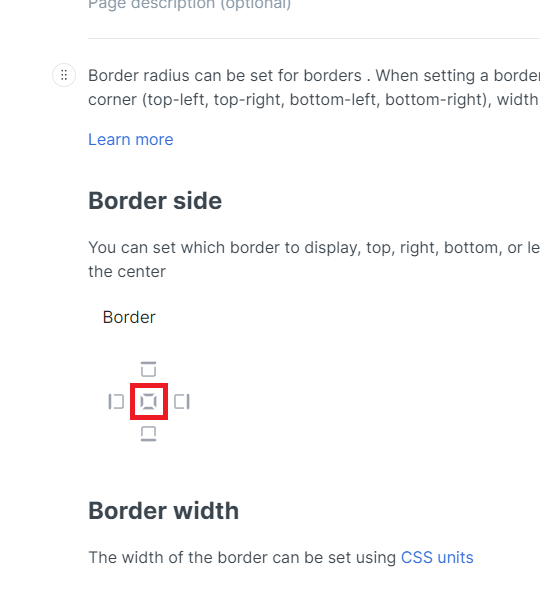 Page description (optional)
Border radius can be set for borders . When setting a border
corner (top-left, top-right, bottom-left, bottom-right), width
Learn more
Border side
You can set which border to display, top, right, bottom, or le
the center
Border
Border width
The width of the border can be set using CSS units